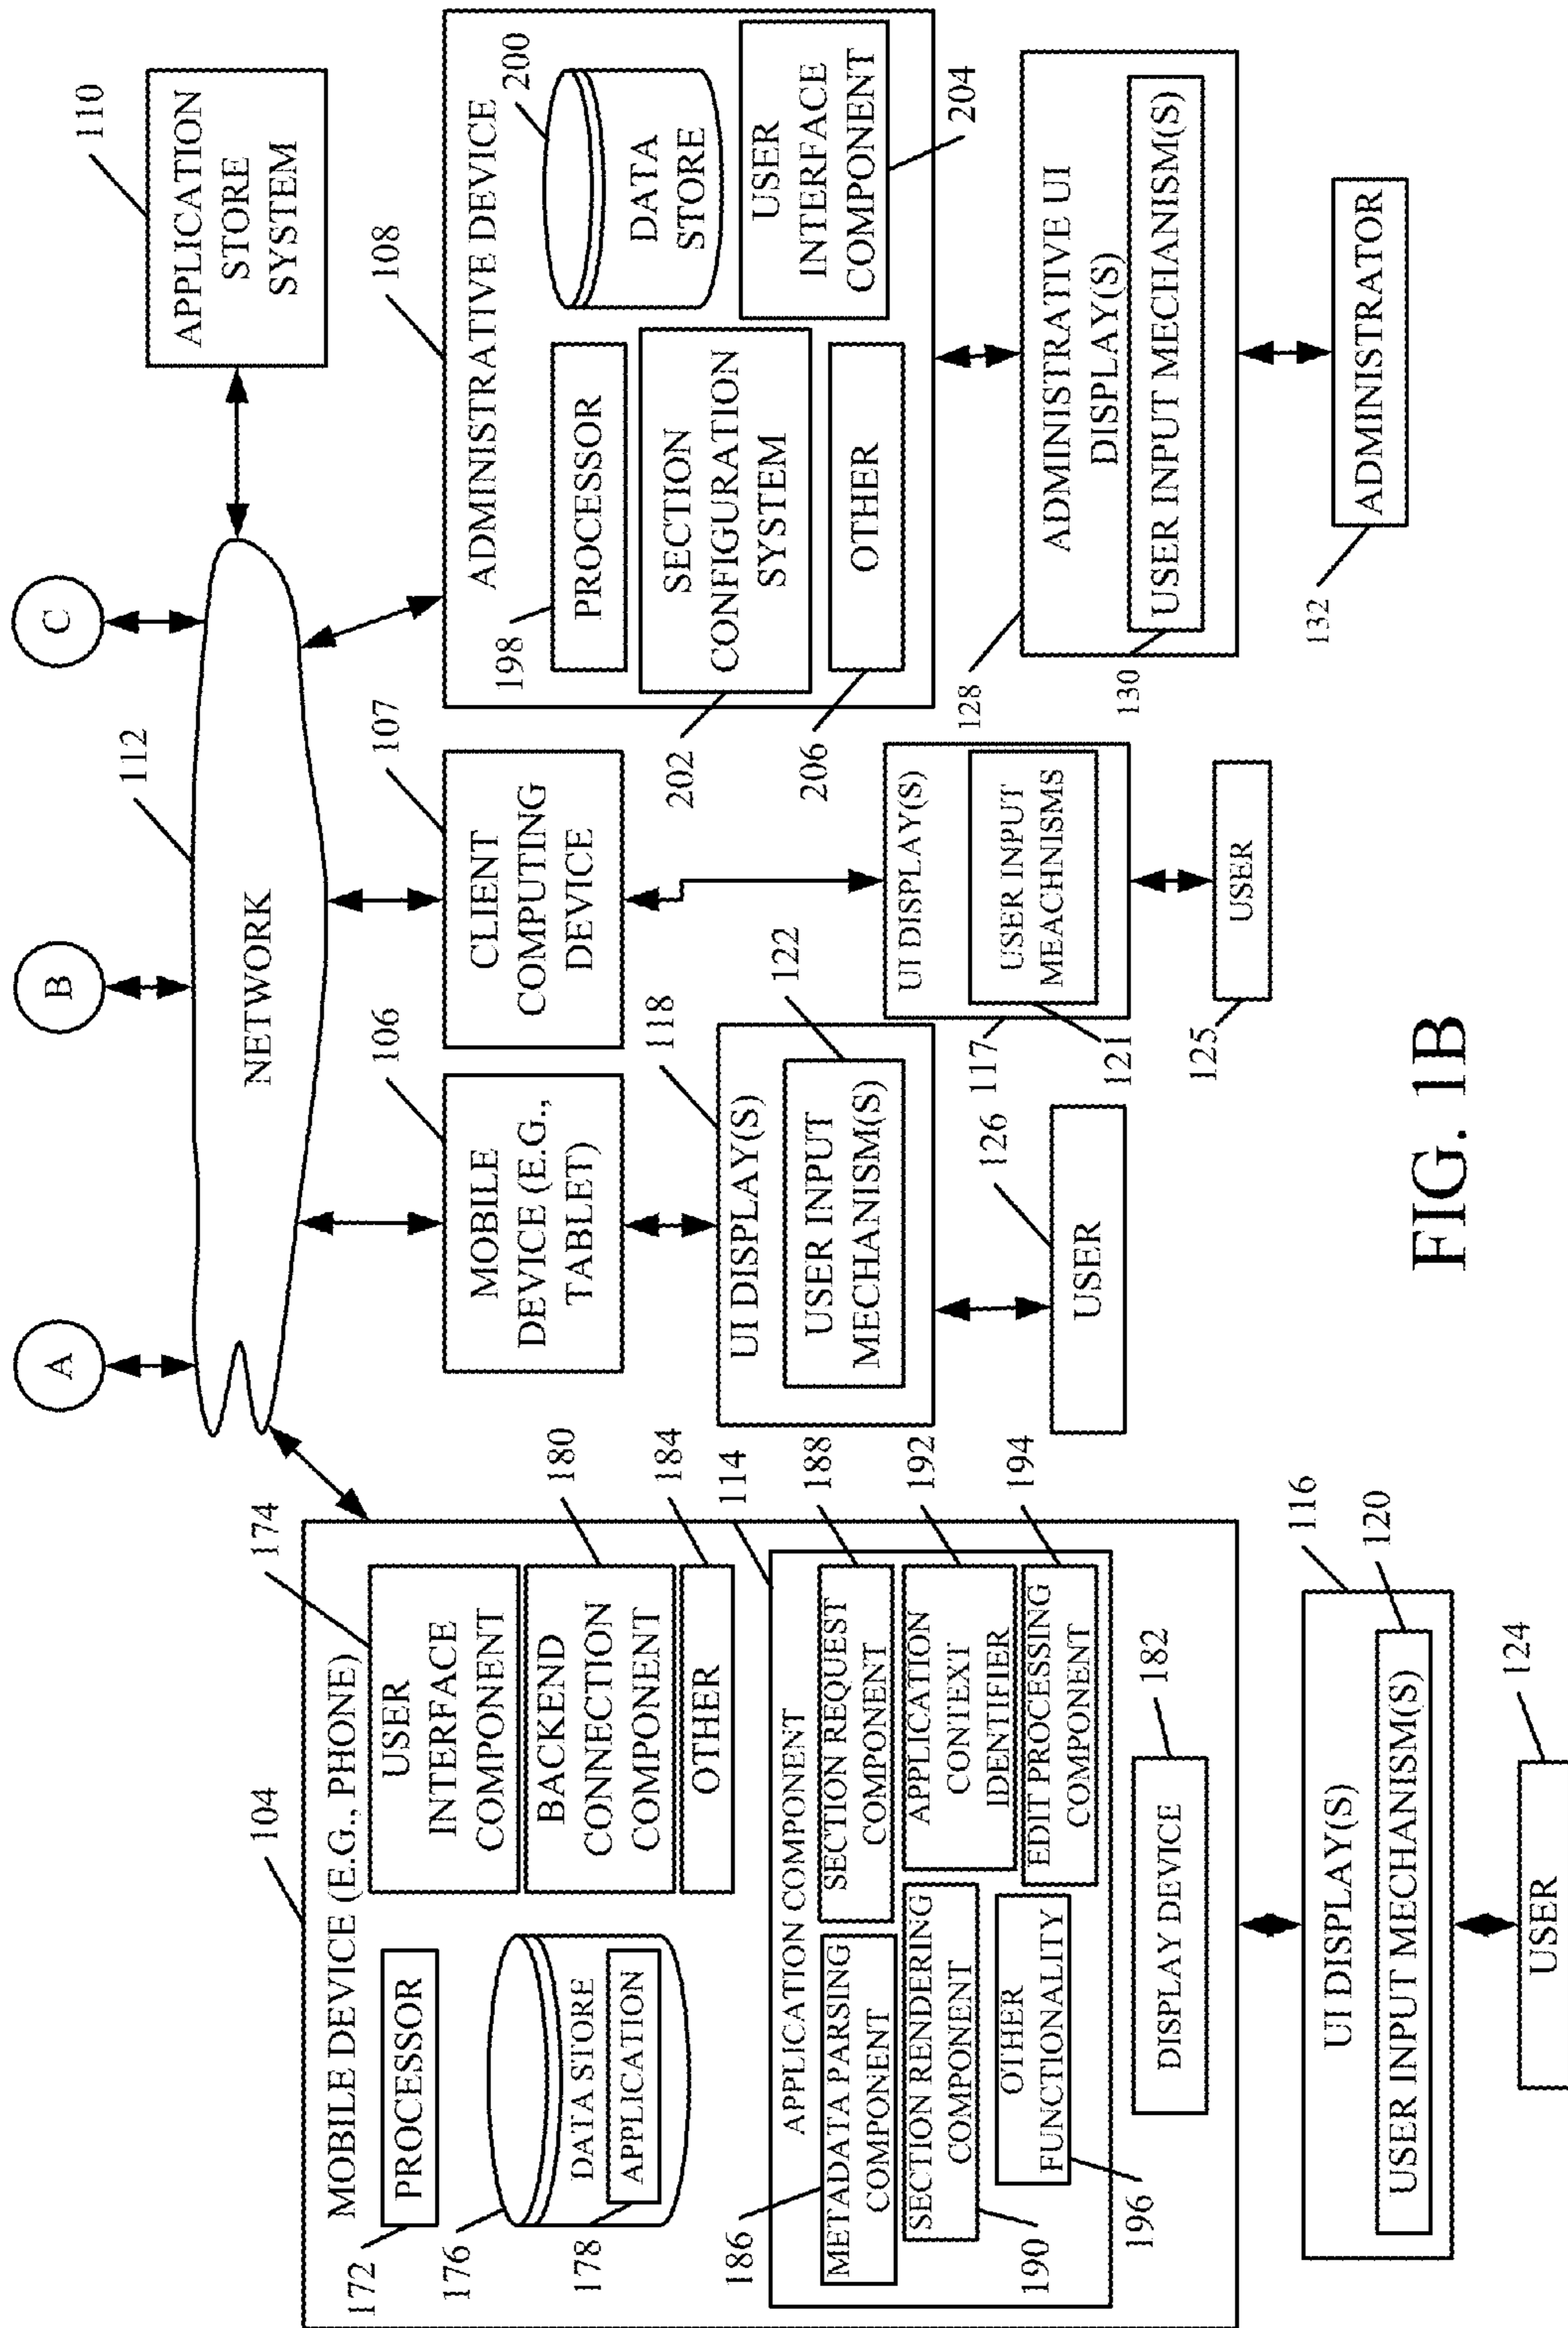 A
B
C
112
NETWORK
110
APPLICATION
STORE
SYSTEM
104
MOBILE DEVICE (E.G., PHONE)
174
172
PROCESSOR
USER
INTERFACE
COMPONENT
176
DATA STORE
178
APPLICATION
180
BACKEND
CONNECTION
COMPONENT
184
OTHER
114
APPLICATION COMPONENT
186
METADATA PARSING
COMPONENT
188
SECTION REQUEST
COMPONENT
190
SECTION RENDERING
COMPONENT
192
APPLICATION
CONTEXT
IDENTIFIER
196
OTHER
FUNCTIONALITY
194
EDIT PROCESSING
COMPONENT
182
DISPLAY DEVICE
116
UI DISPLAY(S)
120
USER INPUT MECHANISM(S)
124
USER
106
MOBILE
DEVICE (E.G.,
TABLET)
118
UI DISPLAY(S)
122
USER INPUT
MECHANISM(S)
126
USER
107
CLIENT
COMPUTING
DEVICE
UI DISPLAY(S)
USER INPUT
MEACHNISMS
117
121
125
USER
108
ADMINISTRATIVE DEVICE
198
PROCESSOR
200
DATA
STORE
202
SECTION
CONFIGURATION
SYSTEM
USER
INTERFACE
COMPONENT
204
206
OTHER
128
ADMINISTRATIVE UI
DISPLAY(S)
130
USER INPUT MECHANISM(S)
132
ADMINISTRATOR
FIG. 1B